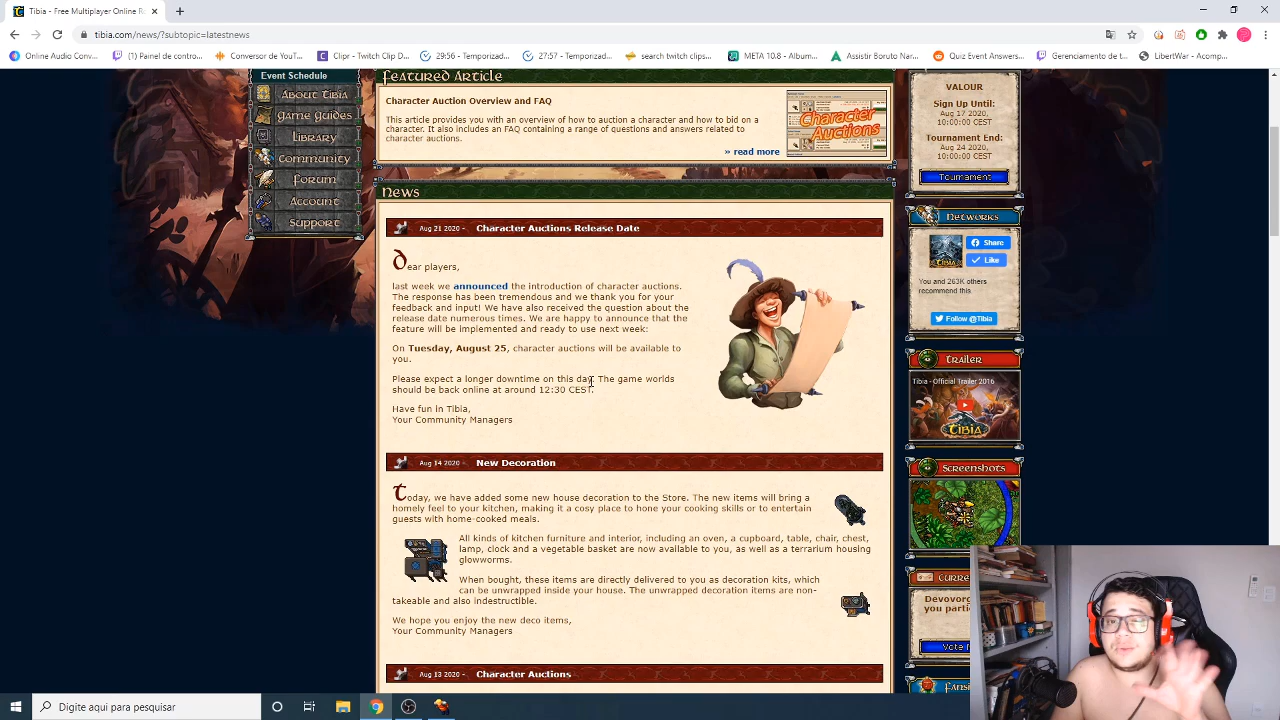 Tibia - Free Multiplayer Online Ro
tibia.com/news/?subtopic=latestnews
Online Audio Conv...
(1) Painel de control...
Conversor de YouT...
Clipr - Twitch Clip D...
29:56 - Temporizad...
27:57 - Temporizad...
search twitch clips...
META 10.8 - Album...
Assistir Boruto Nar...
Quiz Event Answers...
Gerenciamento de t...
LibertWar - Acomp...
Event Schedule
About Tibia
Game Guides
Library
Community
Forum
Account
Support
Featured Article
Character Auction Overview and FAQ
This article provides you with an overview of how to auction a character and how to bid on a
character. It also includes an FAQ containing a range of questions and answers related to
character auctions.
» read more
Character
Auctions
News
Aug 21 2020 - Character Auctions Release Date
Dear players,
last week we announced the introduction of character auctions.
The response has been tremendous and we thank you for your
feedback and input! We have also received the question about the
release date numerous times. We are happy to announce that the
feature will be implemented and ready to use next week:
On Tuesday, August 25, character auctions will be available to
you.
Please expect a longer downtime on this day. The game worlds
should be back online at around 12:30 CEST.
Have fun in Tibia,
Your Community Managers
Aug 14 2020 - New Decoration
Today, we have added some new house decoration to the Store. The new items will bring a
homely feel to your kitchen, making it a cosy place to hone your cooking skills or to entertain
guests with home-cooked meals.
All kinds of kitchen furniture and interior, including an oven, a cupboard, table, chair, chest,
lamp, clock and a vegetable basket are now available to you, as well as a terrarium housing
glowworms.
When bought, these items are directly delivered to you as decoration kits, which
can be unwrapped inside your house. The unwrapped decoration items are non-
takeable and also indestructible.
We hope you enjoy the new deco items,
Your Community Managers
Aug 13 2020 - Character Auctions
VALOUR
Sign Up Until:
Aug 17 2020,
10:00:00 CEST
Tournament End:
Aug 24 2020,
10:00:00 CEST
Tournament
Networks
Share
Like
You and 263K others
recommend this
Follow @Tibia
Trailer
Tibia - Official Trailer 2016
TIBIA
Screenshots
Curre
Devovorg
you parti
Vote
Fansi
Digite aqui para pesquisar